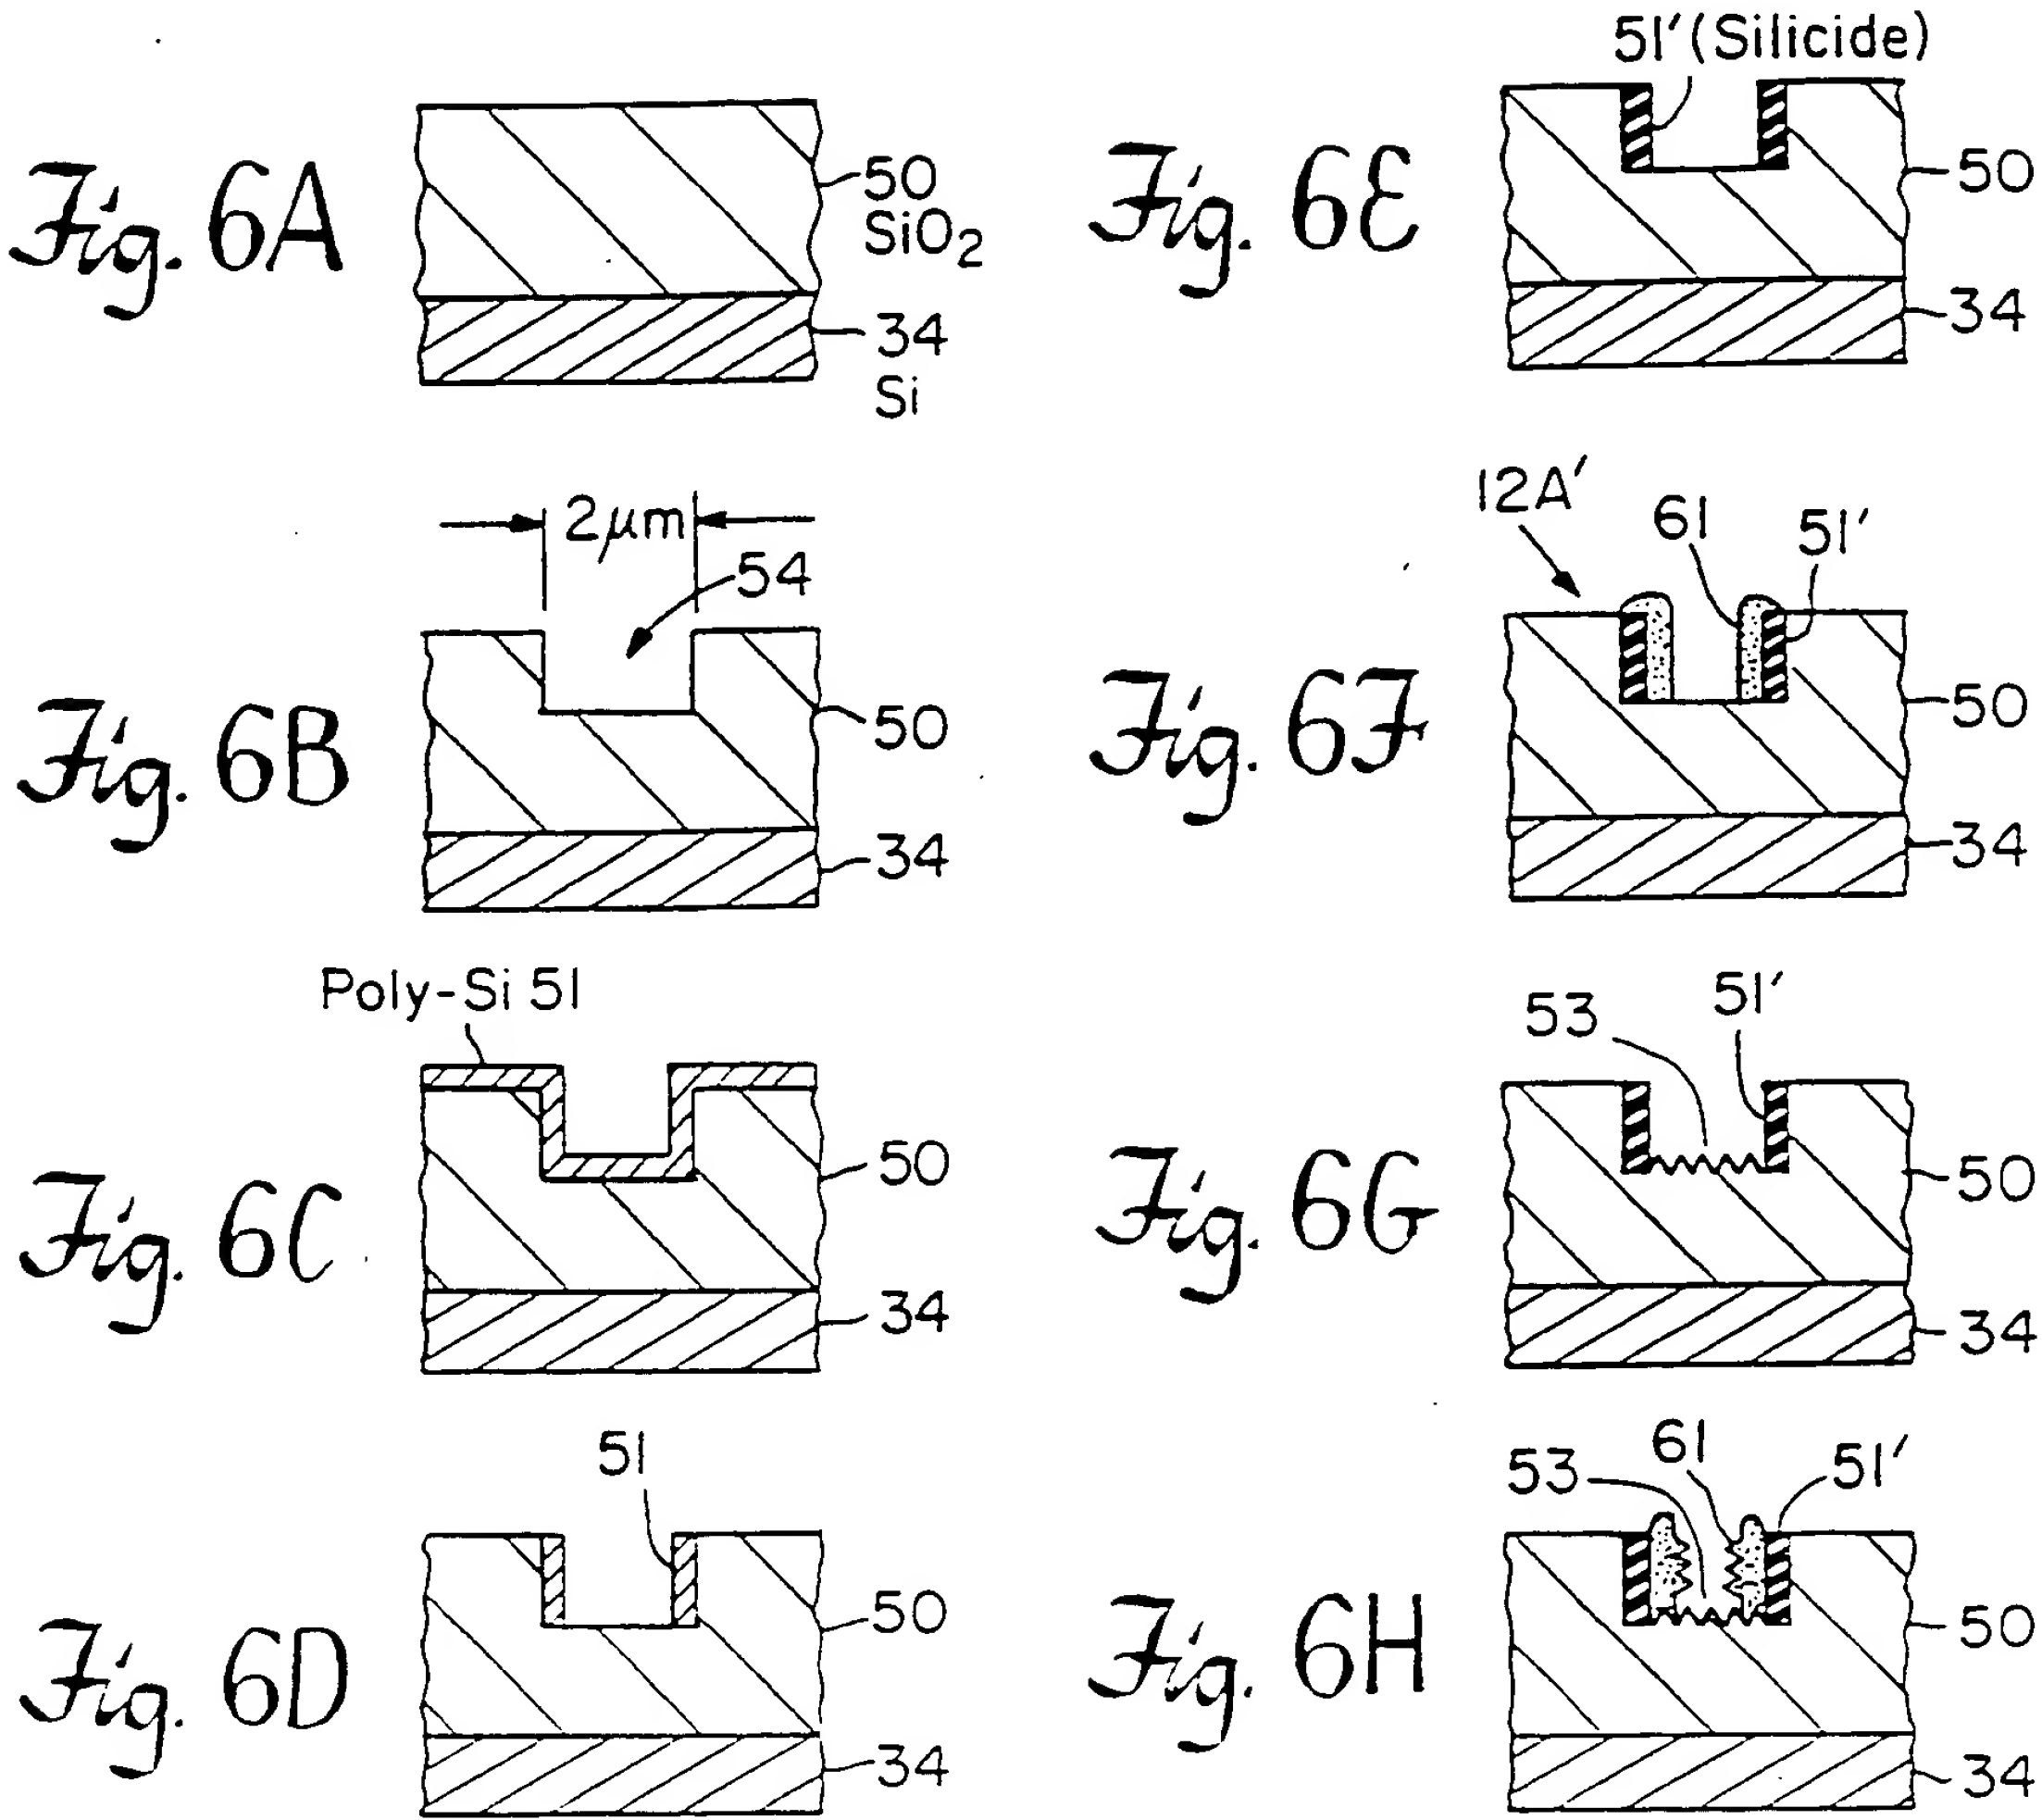 Fig. 6A
50
SiO2
34
Si
Fig. 6B
2μm
54
50
34
Fig. 6C
Poly-Si 51
50
34
Fig. 6D
51
50
34
Fig. 6E
51'(Silicide)
50
34
Fig. 6F
12A'
61
51'
50
34
Fig. 6G
53
51'
50
34
Fig. 6H
53
61
51'
50
34